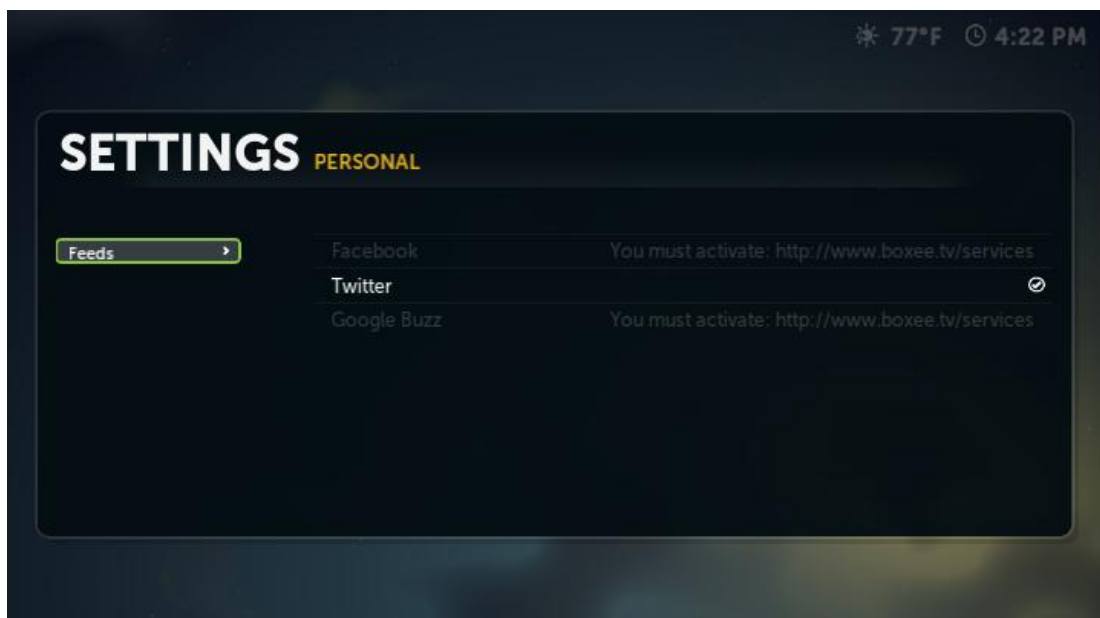 77°F 4:22 PM
SETTINGS PERSONAL
Feeds
Facebook You must activate: http://www.boxee.tv/services
Twitter
Google Buzz You must activate: http://www.boxee.tv/services